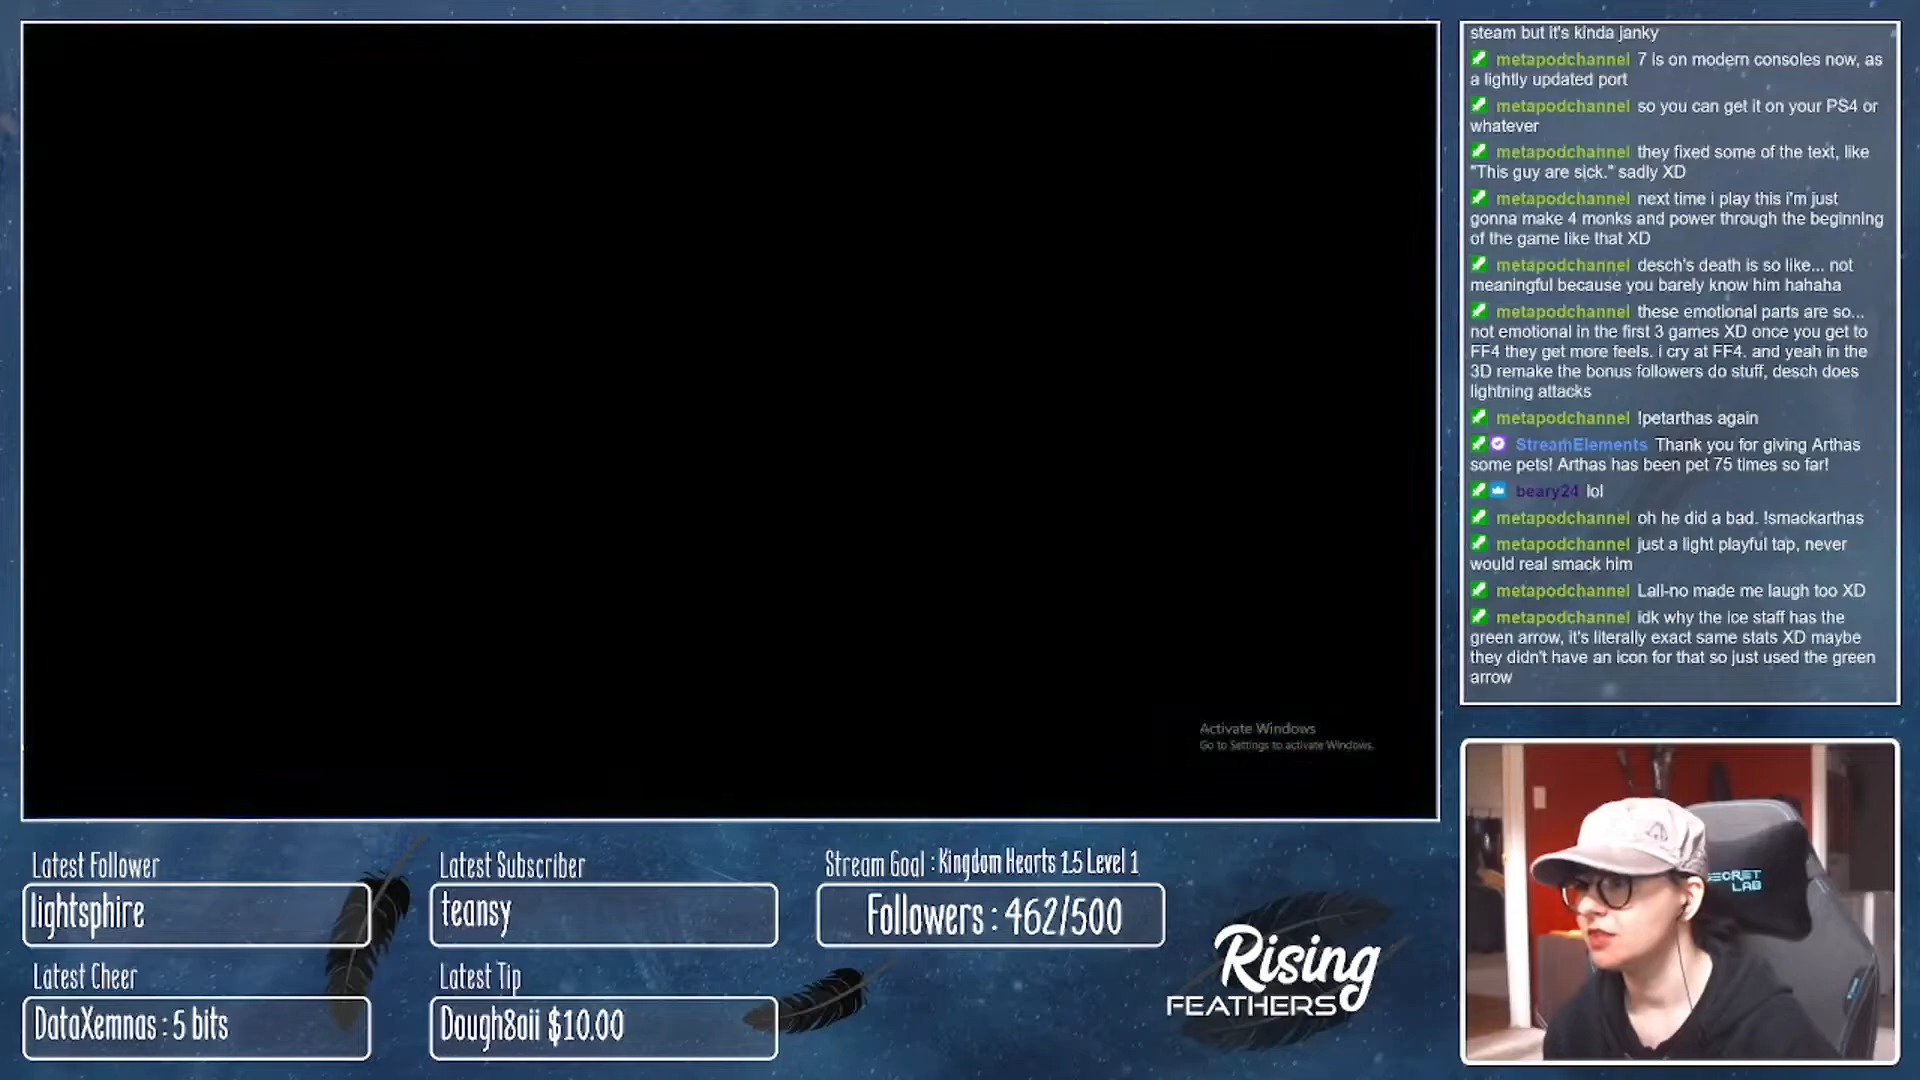 steam but it's kinda janky
metapodchannel 7 is on modern consoles now, as
a lightly updated port
metapodchannel so you can get it on your PS4 or
whatever
metapodchannel they fixed some of the text, like
"This guy are sick." sadly XD
metapodchannel next time i play this i'm just
gonna make 4 monks and power through the beginning
of the game like that XD
metapodchannel desch's death is so like... not
meaningful because you barely know him hahaha
metapodchannel these emotional parts are so...
not emotional in the first 3 games XD once you get to
FF4 they get more feels. i cry at FF4. and yeah in the
3D remake the bonus followers do stuff, desch does
lightning attacks
metapodchannel !petarthas again
StreamElements Thank you for giving Arthas
some pets! Arthas has been pet 75 times so far!
beary24 lol
metapodchannel oh he did a bad. !smackarthas
metapodchannel just a light playful tap, never
would real smack him
metapodchannel Lali-no made me laugh too XD
metapodchannel idk why the ice staff has the
green arrow, it's literally exact same stats XD maybe
they didn't have an icon for that so just used the green
arrow
Activate Windows
Go to Settings to activate Windows.
Latest Follower
lightsphire
Latest Subscriber
teansy
Stream Goal : Kingdom Hearts 1.5 Level 1
Followers : 462/500
Latest Cheer
DataXemnas : 5 bits
Latest Tip
Dough8oii $10.00
Rising
FEATHERS
SECRET
LAB